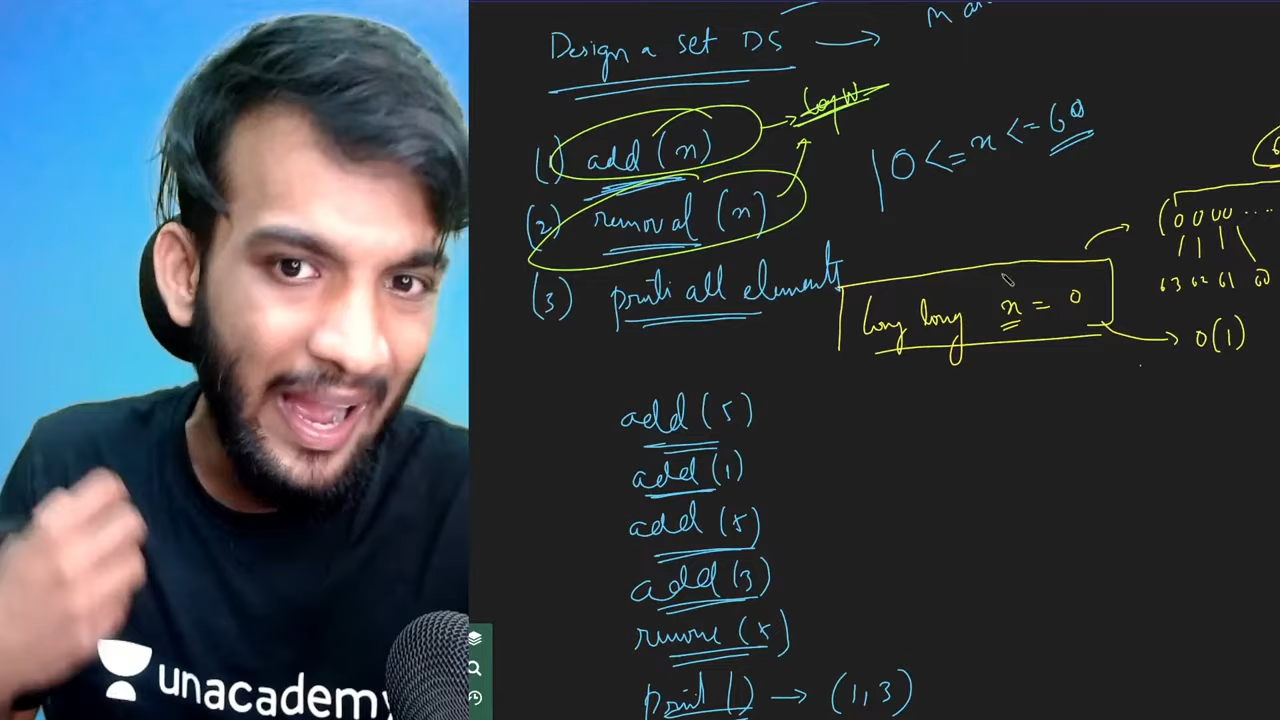 Design a set DS →
(1) add (x) → log N
0 <= x <= 60
(2) removal (x)
(3) print all elements
(0 0 0 0 ....
63 62 61 60
long long x = 0
→ O(1)
add (5)
add (1)
add (5)
add (3)
remove (5)
print () → (1,3)
unacademy